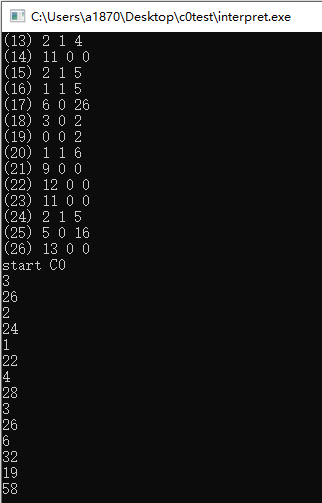 C:\Users\a1870\Desktop\c0test\interpret.exe
(13) 2 1 4
(14) 11 0 0
(15) 2 1 5
(16) 1 1 5
(17) 6 0 26
(18) 3 0 2
(19) 0 0 2
(20) 1 1 6
(21) 9 0 0
(22) 12 0 0
(23) 11 0 0
(24) 2 1 5
(25) 5 0 16
(26) 13 0 0
start C0
3
26
2
24
1
22
4
28
3
26
6
32
19
58